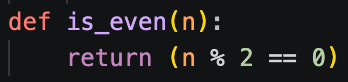 def is_even(n):
    return (n % 2 == 0)